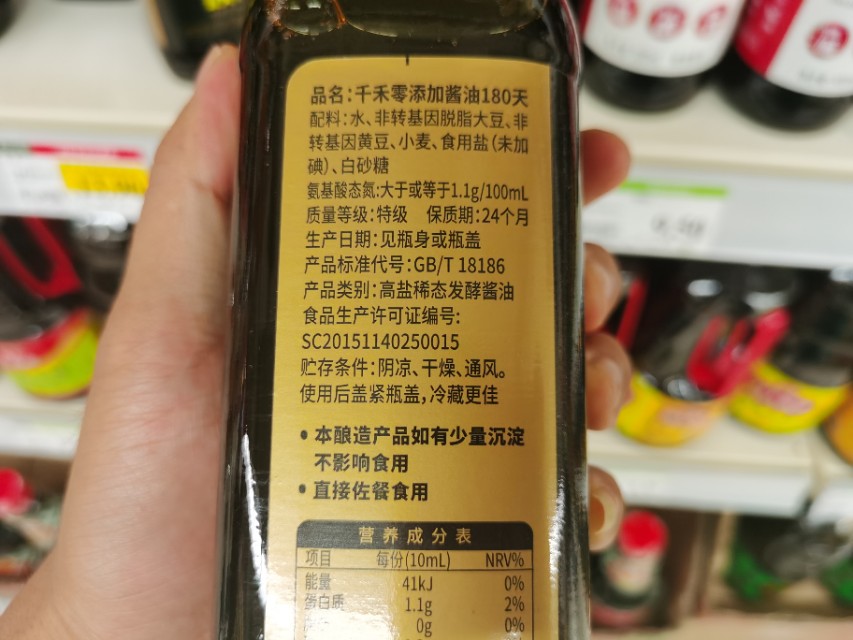 品名:千禾零添加酱油180天
配料:水、非转基因脱脂大豆、非
转基因黄豆、小麦、食用盐(未加
碘)、白砂糖
氨基酸态氮:大于或等于1.1g/100mL
质量等级:特级 保质期:24个月
生产日期:见瓶身或瓶盖
产品标准代号:GB/T 18186
产品类别:高盐稀态发酵酱油
食品生产许可证编号:
SC20151140250015
贮存条件:阴凉、干燥、通风。
使用后盖紧瓶盖,冷藏更佳
• 本酿造产品如有少量沉淀
不影响食用
• 直接佐餐食用
营养成分表
项目 每份(10mL) NRV%
能量 41kJ 0%
蛋白质 1.1g 2%
0g 0%